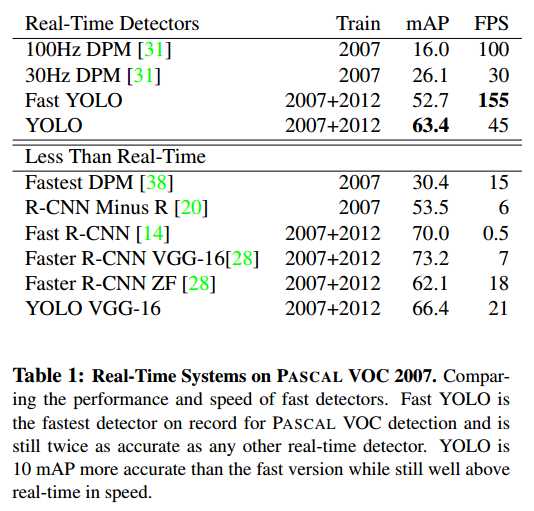 Real-Time Detectors Train mAP FPS
100Hz DPM [31] 2007 16.0 100
30Hz DPM [31] 2007 26.1 30
Fast YOLO 2007+2012 52.7 155
YOLO 2007+2012 63.4 45
Less Than Real-Time
Fastest DPM [38] 2007 30.4 15
R-CNN Minus R [20] 2007 53.5 6
Fast R-CNN [14] 2007+2012 70.0 0.5
Faster R-CNN VGG-16[28] 2007+2012 73.2 7
Faster R-CNN ZF [28] 2007+2012 62.1 18
YOLO VGG-16 2007+2012 66.4 21
Table 1: Real-Time Systems on PASCAL VOC 2007. Compar-
ing the performance and speed of fast detectors. Fast YOLO is
the fastest detector on record for PASCAL VOC detection and is
still twice as accurate as any other real-time detector. YOLO is
10 mAP more accurate than the fast version while still well above
real-time in speed.